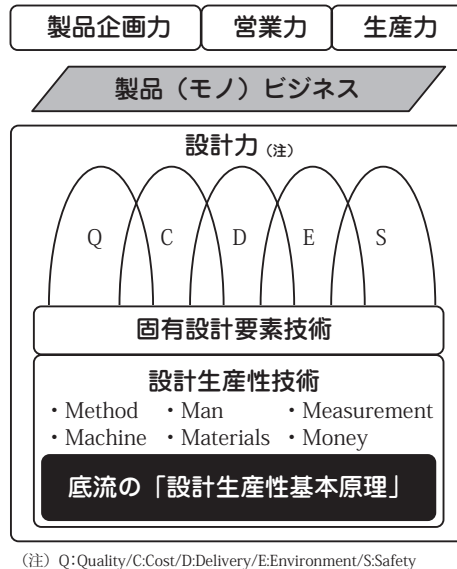 製品企画力 営業力 生産力
製品（モノ）ビジネス
設計力（注）
Q C D E S
固有設計要素技術
設計生産性技術
・Method ・Man ・Measurement
・Machine ・Materials ・Money
底流の「設計生産性基本原理」
（注）Q:Quality/C:Cost/D:Delivery/E:Environment/S:Safety